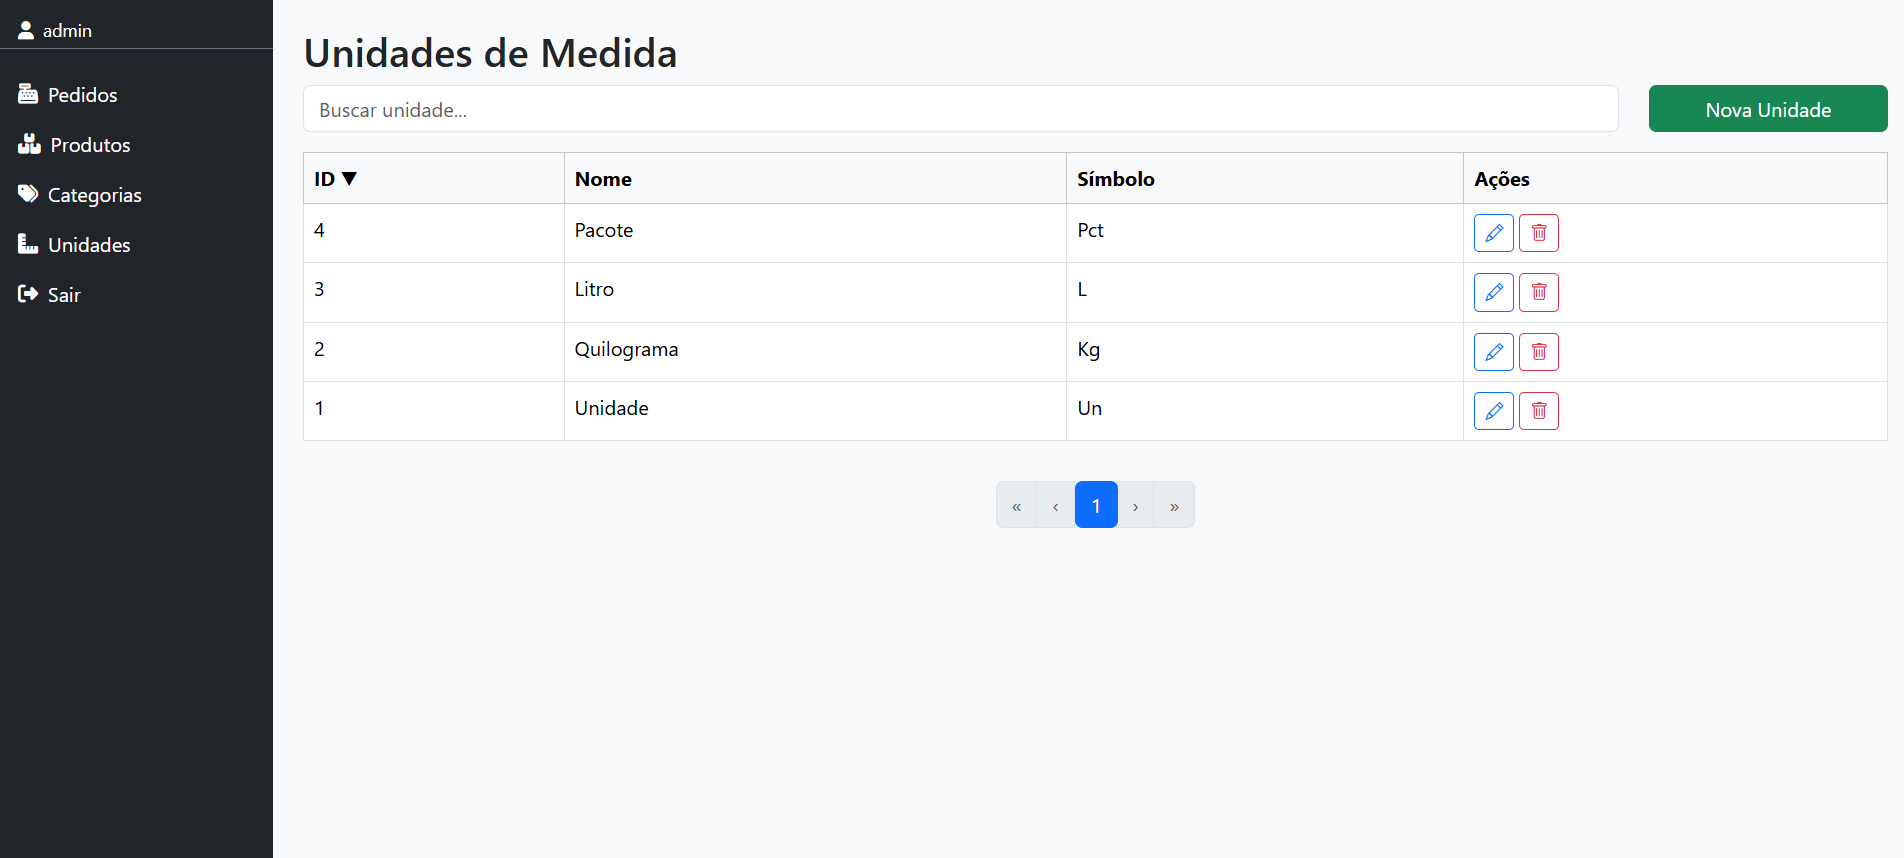 admin
Pedidos
Produtos
Categorias
Unidades
Sair
Unidades de Medida
Buscar unidade...
Nova Unidade
ID ▼ Nome Símbolo Ações
4 Pacote Pct
3 Litro L
2 Quilograma Kg
1 Unidade Un
« ‹ 1 › »